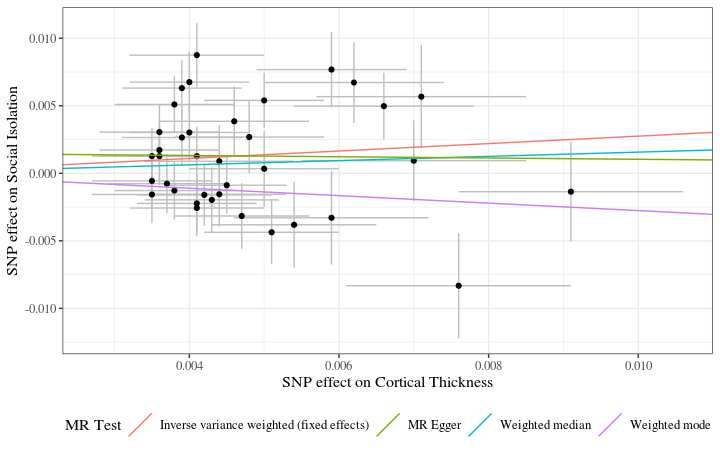 0.010
0.005
0.000
-0.005
-0.010
SNP effect on Social Isolation
0.004
0.006
0.008
0.010
SNP effect on Cortical Thickness
MR Test
Inverse variance weighted (fixed effects)
MR Egger
Weighted median
Weighted mode